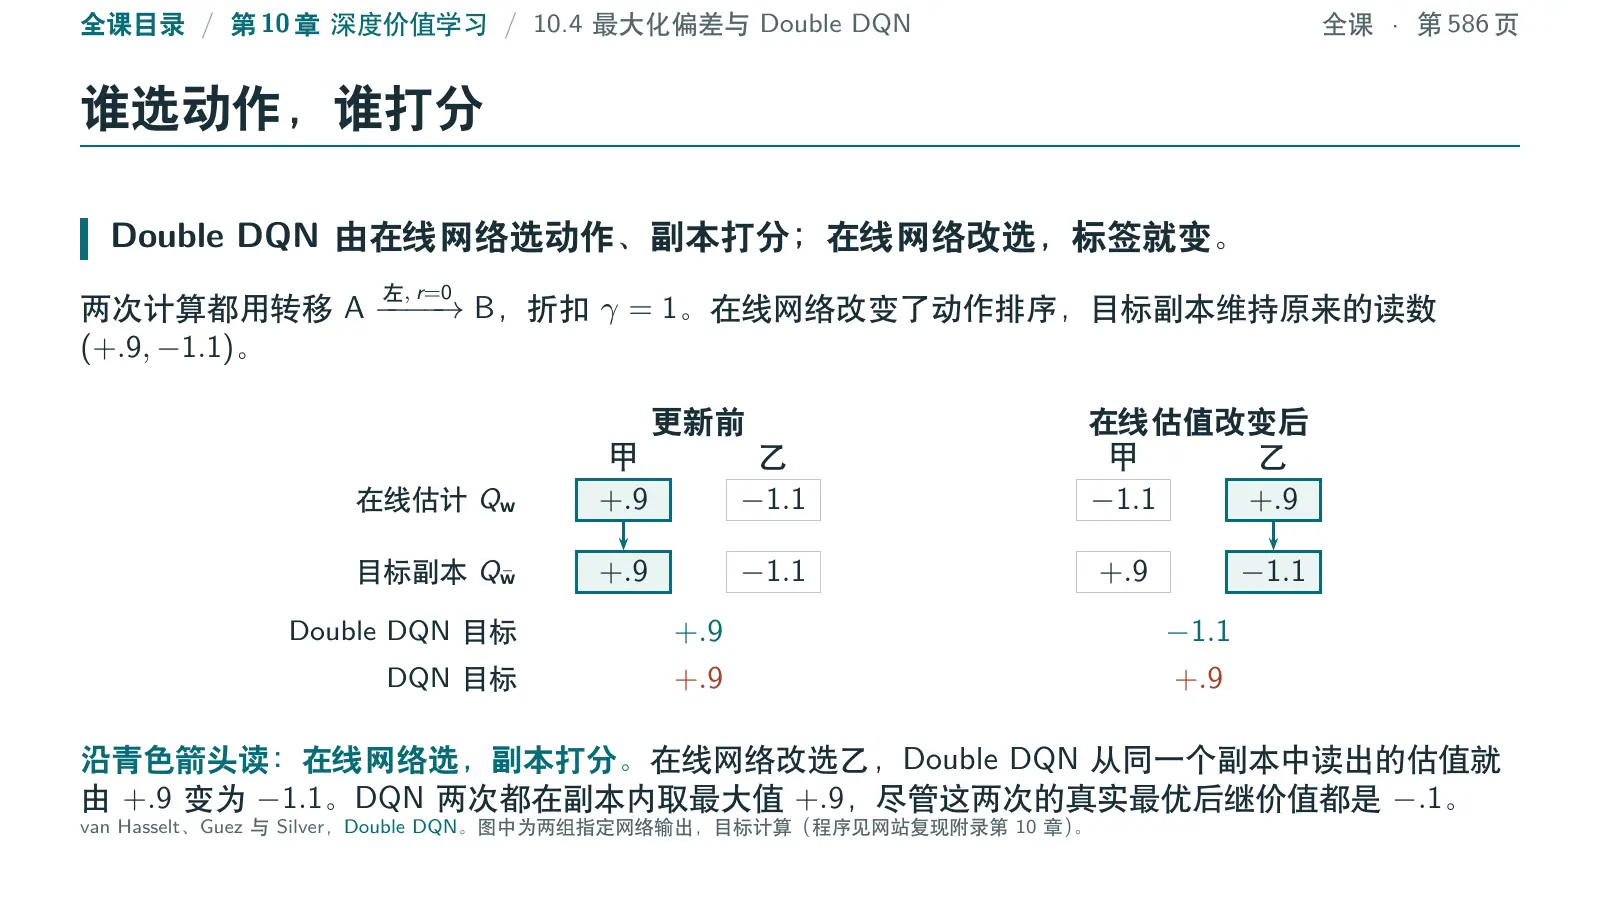 全课目录 / 第 10 章 深度价值学习 / 10.4 最大化偏差与 Double DQN
全课 · 第 586 页
谁选动作，谁打分
Double DQN 由在线网络选动作、副本打分；在线网络改选，标签就变。
两次计算都用转移 A —左, r=0→ B，折扣 γ = 1。在线网络改变了动作排序，目标副本维持原来的读数
(+.9, −1.1)。
更新前 在线估值改变后
甲 乙 甲 乙
在线估计 Q_w +.9 −1.1 −1.1 +.9
目标副本 Q_w̄ +.9 −1.1 +.9 −1.1
Double DQN 目标 +.9 −1.1
DQN 目标 +.9 +.9
沿青色箭头读：在线网络选，副本打分。在线网络改选乙，Double DQN 从同一个副本中读出的估值就
由 +.9 变为 −1.1。DQN 两次都在副本内取最大值 +.9，尽管这两次的真实最优后继价值都是 −.1。
van Hasselt、Guez 与 Silver，Double DQN。图中为两组指定网络输出，目标计算（程序见网站复现附录第 10 章）。